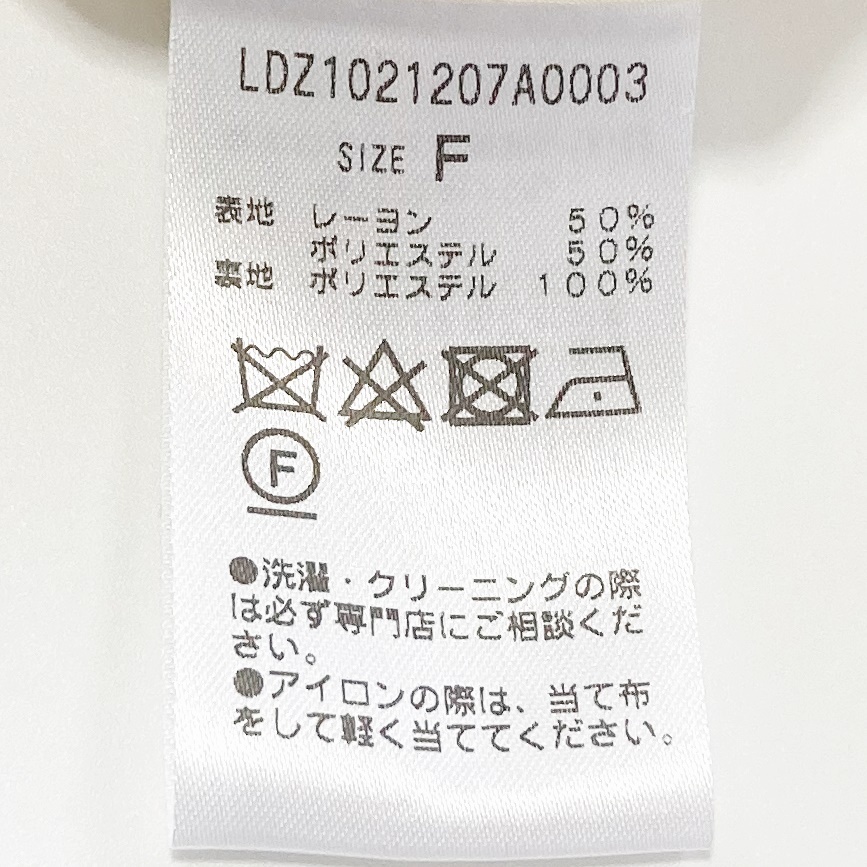 LDZ1021207A0003
SIZE F
表地 レーヨン 50%
ポリエステル 50%
裏地 ポリエステル 100%
F
●洗濯・クリーニングの際
は必ず専門店にご相談くだ
さい。
●アイロンの際は、当て布
をして軽く当ててください。